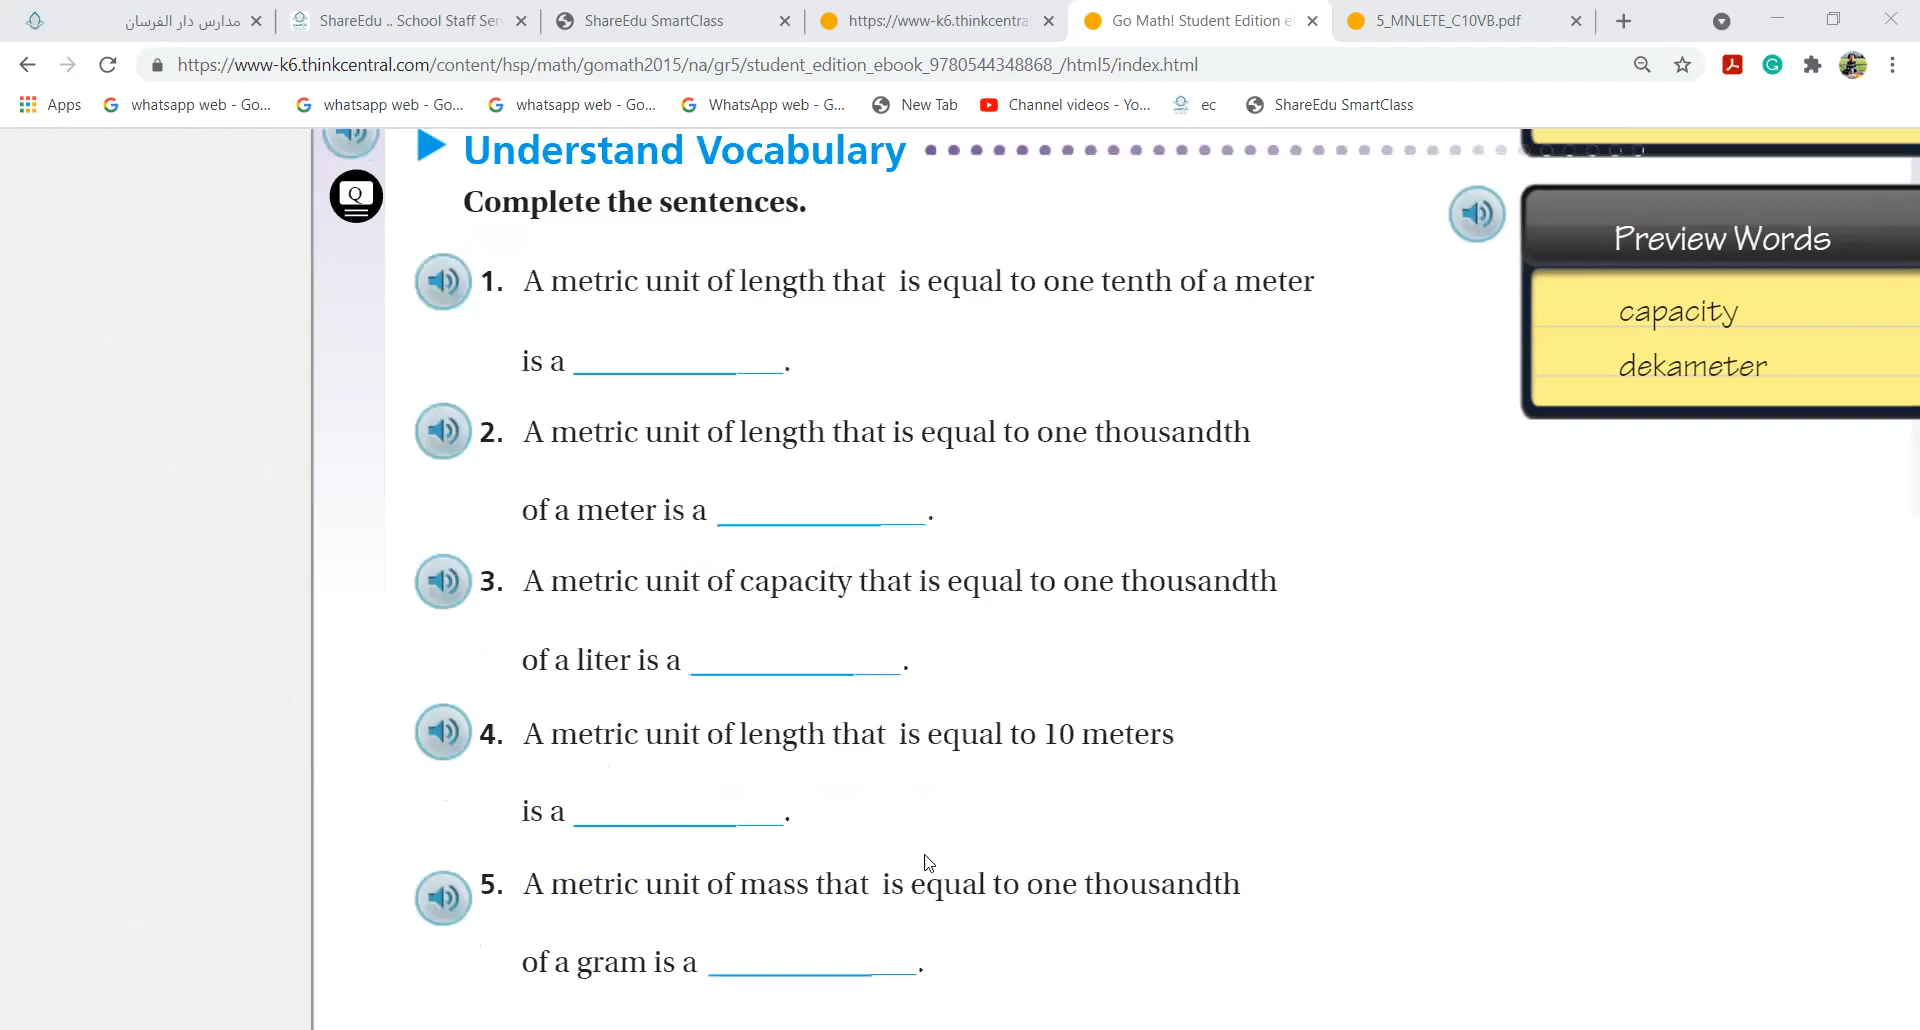 مدارس دار الفرسان
ShareEdu .. School Staff Ser
ShareEdu SmartClass
https://www-k6.thinkcentra
Go Math! Student Edition e
5_MNLETE_C10VB.pdf
https://www-k6.thinkcentral.com/content/hsp/math/gomath2015/na/gr5/student_edition_ebook_9780544348868_/html5/index.html
Apps
whatsapp web - Go...
whatsapp web - Go...
whatsapp web - Go...
WhatsApp web - G...
New Tab
Channel videos - Yo...
ec
ShareEdu SmartClass
Understand Vocabulary
Q
Complete the sentences.
Preview Words
capacity
dekameter
1. A metric unit of length that is equal to one tenth of a meter
is a ____________.
2. A metric unit of length that is equal to one thousandth
of a meter is a ____________.
3. A metric unit of capacity that is equal to one thousandth
of a liter is a ____________.
4. A metric unit of length that is equal to 10 meters
is a ____________.
5. A metric unit of mass that is equal to one thousandth
of a gram is a ____________.